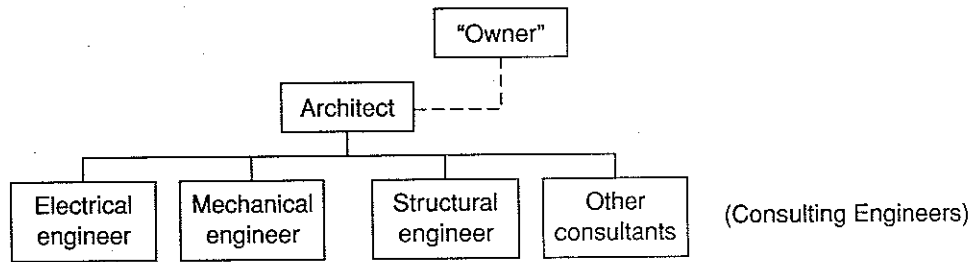 “Owner”
Architect
Electrical
engineer
Mechanical
engineer
Structural
engineer
Other
consultants
(Consulting Engineers)